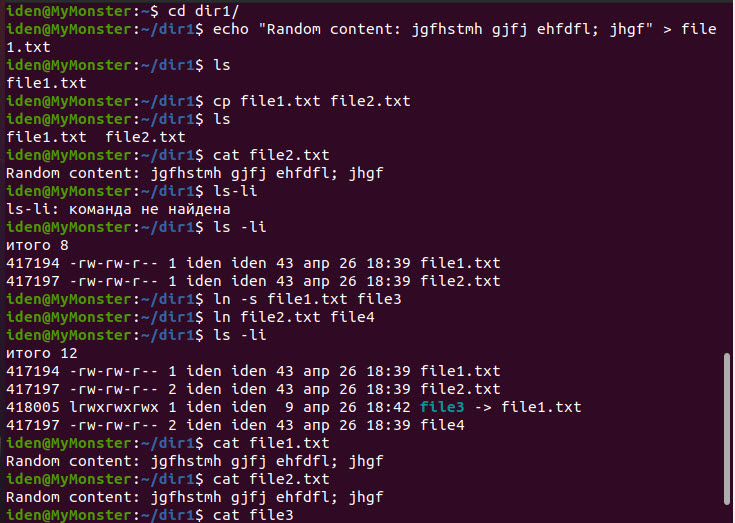 iden@MyMonster:~$ cd dir1/
iden@MyMonster:~/dir1$ echo "Random content: jgfhstmh gjfj ehfdfl; jhgf" > file
1.txt
iden@MyMonster:~/dir1$ ls
file1.txt
iden@MyMonster:~/dir1$ cp file1.txt file2.txt
iden@MyMonster:~/dir1$ ls
file1.txt  file2.txt
iden@MyMonster:~/dir1$ cat file2.txt
Random content: jgfhstmh gjfj ehfdfl; jhgf
iden@MyMonster:~/dir1$ ls-li
ls-li: команда не найдена
iden@MyMonster:~/dir1$ ls -li
итого 8
417194 -rw-rw-r-- 1 iden iden 43 апр 26 18:39 file1.txt
417197 -rw-rw-r-- 1 iden iden 43 апр 26 18:39 file2.txt
iden@MyMonster:~/dir1$ ln -s file1.txt file3
iden@MyMonster:~/dir1$ ln file2.txt file4
iden@MyMonster:~/dir1$ ls -li
итого 12
417194 -rw-rw-r-- 1 iden iden 43 апр 26 18:39 file1.txt
417197 -rw-rw-r-- 2 iden iden 43 апр 26 18:39 file2.txt
418005 lrwxrwxrwx 1 iden iden  9 апр 26 18:42 file3 -> file1.txt
417197 -rw-rw-r-- 2 iden iden 43 апр 26 18:39 file4
iden@MyMonster:~/dir1$ cat file1.txt
Random content: jgfhstmh gjfj ehfdfl; jhgf
iden@MyMonster:~/dir1$ cat file2.txt
Random content: jgfhstmh gjfj ehfdfl; jhgf
iden@MyMonster:~/dir1$ cat file3